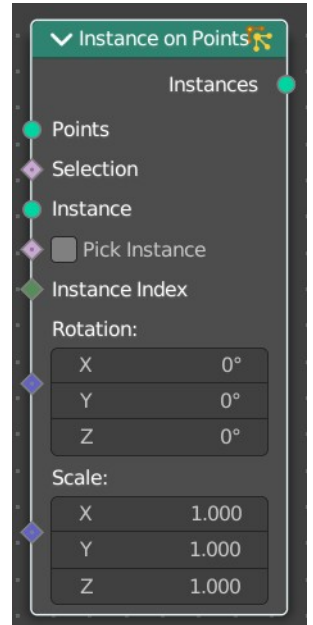 Instance on Points
Instances
Points
Selection
Instance
Pick Instance
Instance Index
Rotation:
X 0°
Y 0°
Z 0°
Scale:
X 1.000
Y 1.000
Z 1.000